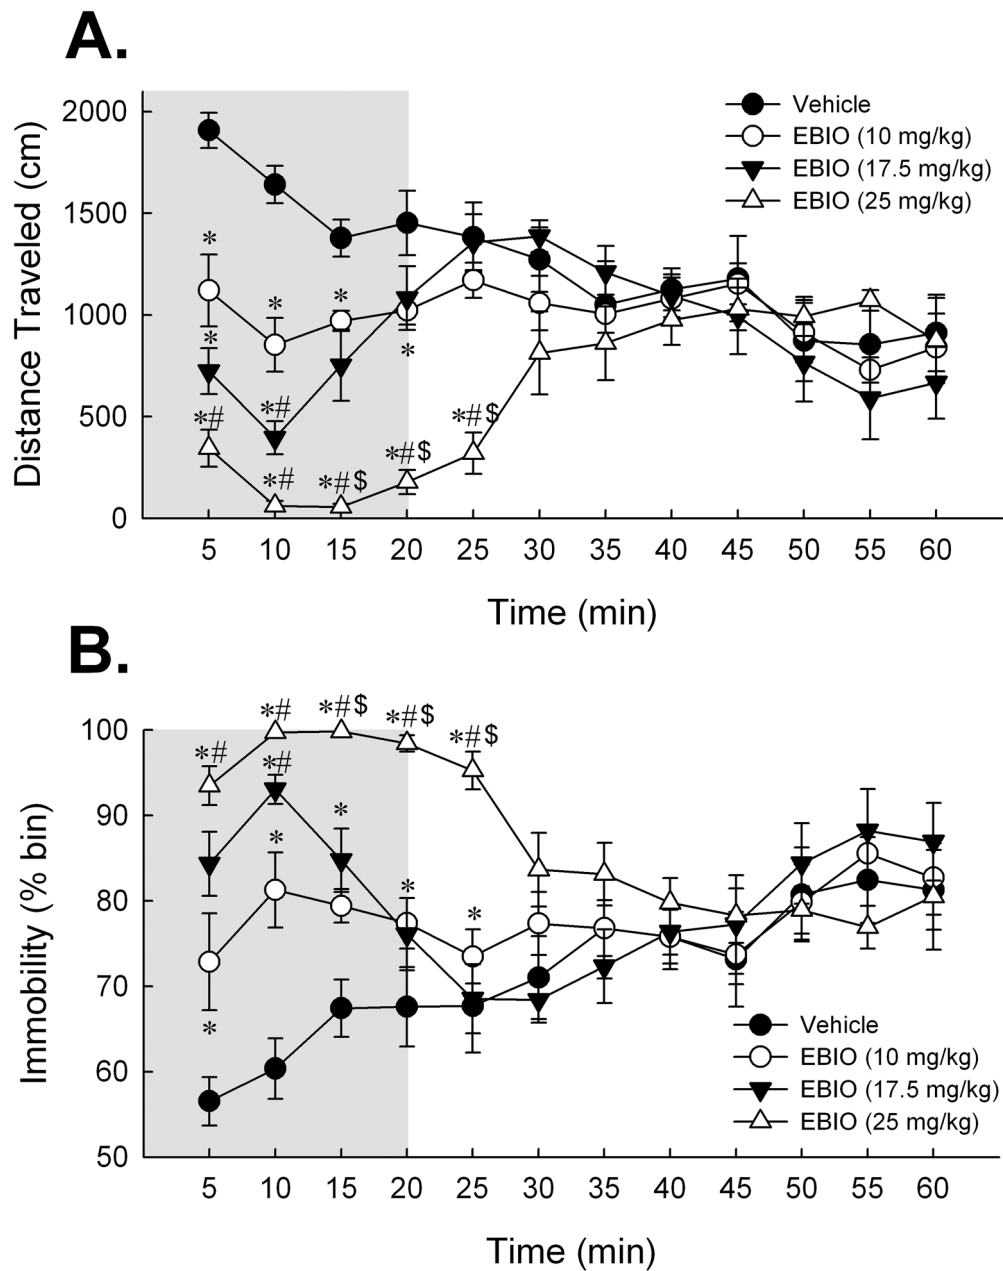 A.
Distance Traveled (cm)
2000
1500
1000
500
0
Vehicle
EBIO (10 mg/kg)
EBIO (17.5 mg/kg)
EBIO (25 mg/kg)
*
*
*
*
*
*#
*#
*#
*#$
*#$
*#$
5 10 15 20 25 30 35 40 45 50 55 60
Time (min)
B.
Immobility (% bin)
100
90
80
70
60
50
*#
*#
*#$
*#$
*#$
*#
*
*
*
*
*
Vehicle
EBIO (10 mg/kg)
EBIO (17.5 mg/kg)
EBIO (25 mg/kg)
5 10 15 20 25 30 35 40 45 50 55 60
Time (min)